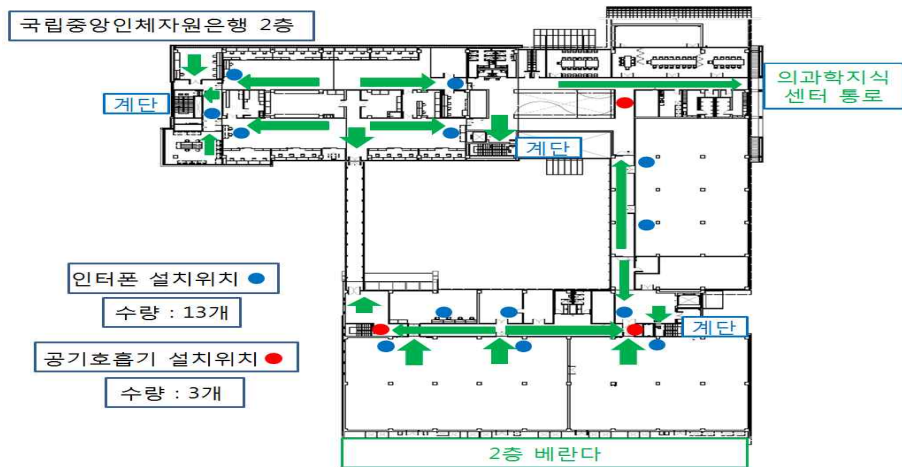 국립중앙인체자원은행 2층
의과학지식
센터 통로
계단
계단
인터폰 설치위치
수량 : 13개
계단
공기호흡기 설치위치
수량 : 3개
2층 베란다